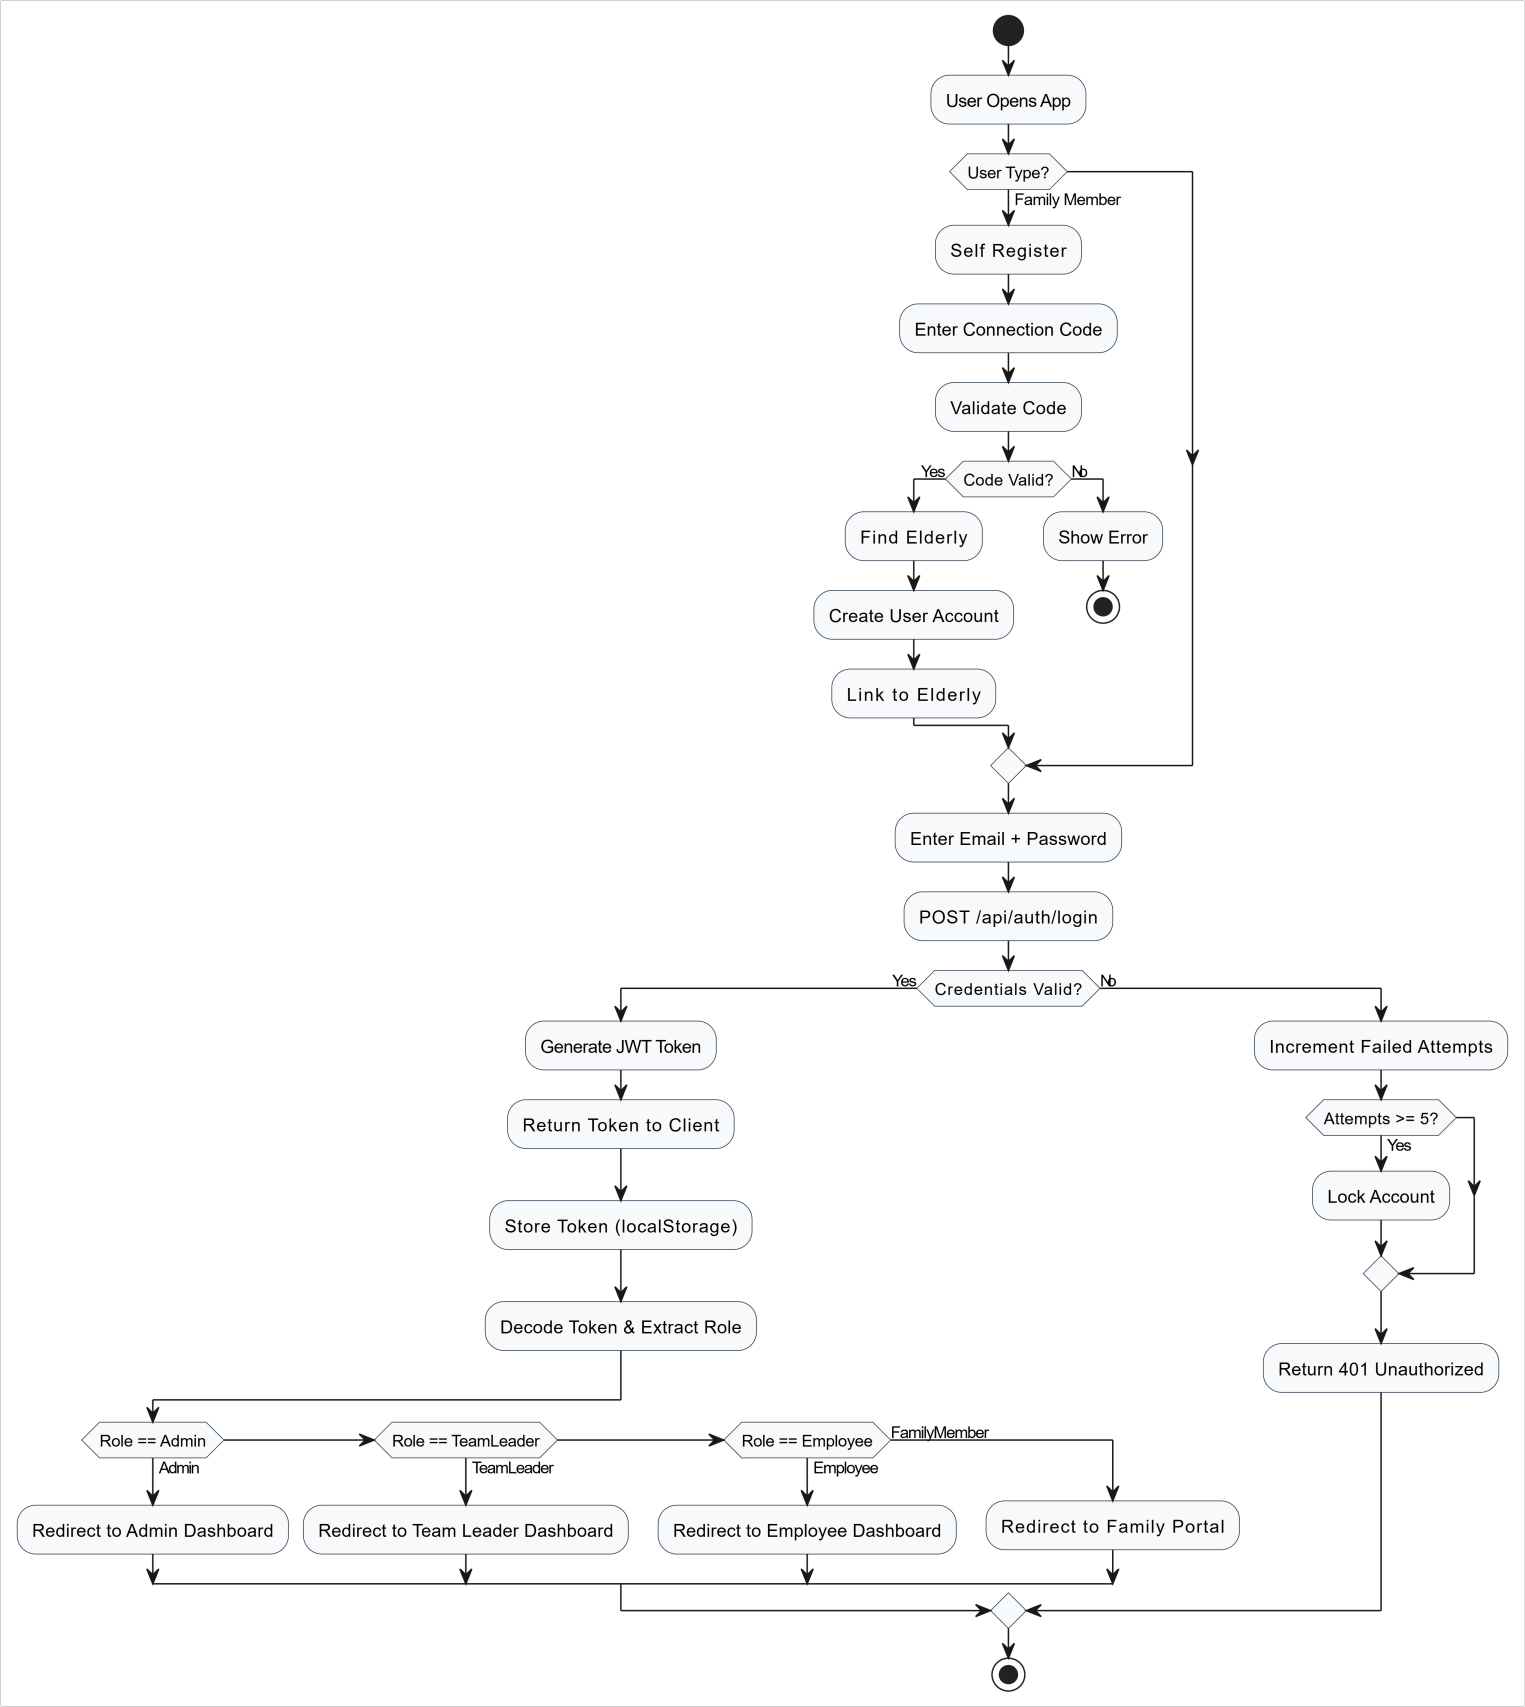 User Opens App
User Type?
Family Member
Self Register
Enter Connection Code
Validate Code
Yes
Code Valid?
No
Find Elderly
Show Error
Create User Account
Link to Elderly
Enter Email + Password
POST /api/auth/login
Yes
Credentials Valid?
No
Generate JWT Token
Increment Failed Attempts
Return Token to Client
Attempts >= 5?
Yes
Store Token (localStorage)
Lock Account
Decode Token & Extract Role
Return 401 Unauthorized
Role == Admin
Role == TeamLeader
Role == Employee
FamilyMember
Admin
TeamLeader
Employee
Redirect to Admin Dashboard
Redirect to Team Leader Dashboard
Redirect to Employee Dashboard
Redirect to Family Portal